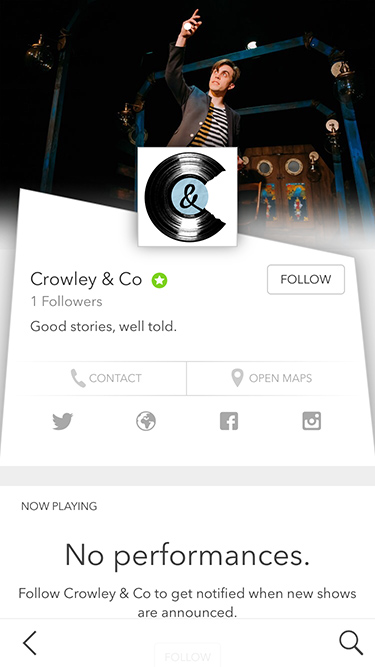 &
Crowley & Co
FOLLOW
1 Followers
Good stories, well told.
CONTACT
OPEN MAPS
NOW PLAYING
No performances.
Follow Crowley & Co to get notified when new shows
are announced.
FOLLOW